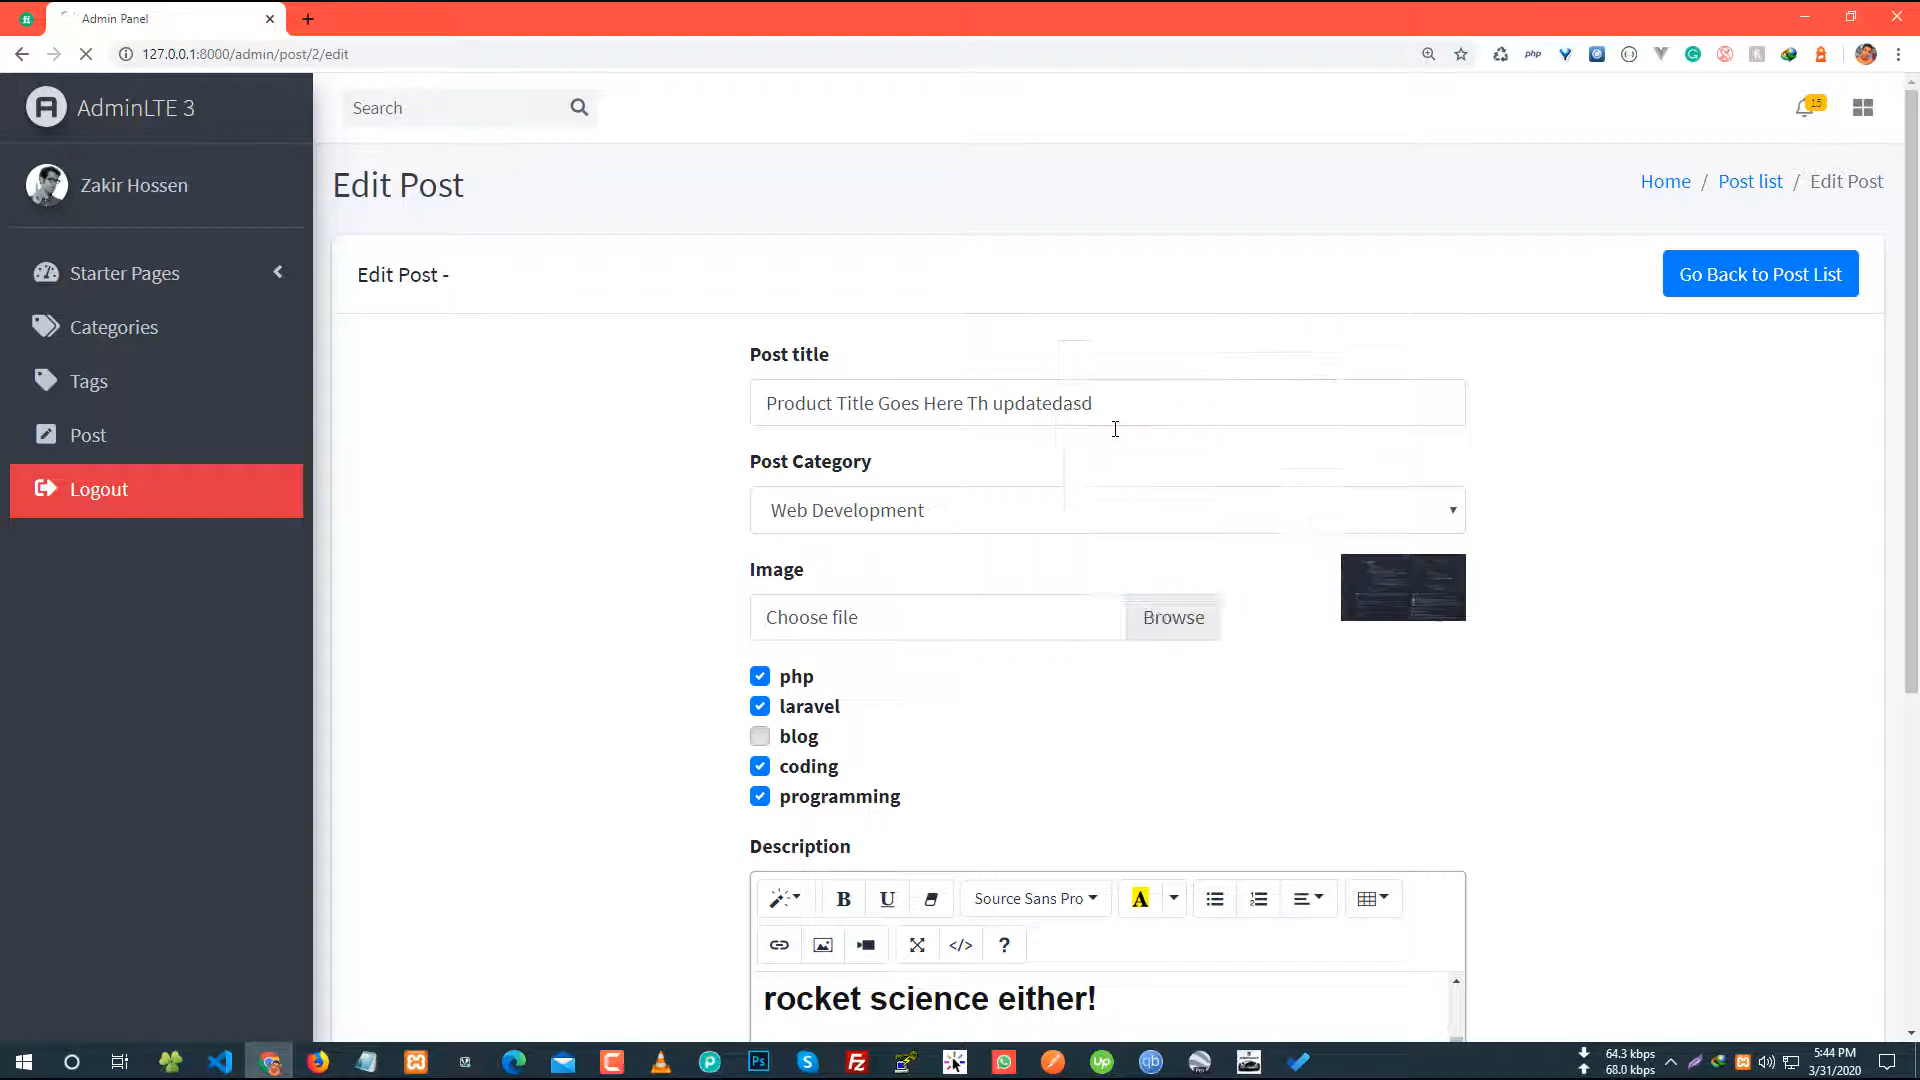 Admin Panel
127.0.0.1:8000/admin/post/2/edit
php
AdminLTE 3
Search
15
Zakir Hossen
Edit Post
Home / Post list / Edit Post
Starter Pages
Edit Post -
Go Back to Post List
Categories
Post title
Tags
Product Title Goes Here Th updatedasd
Post
Post Category
Logout
Web Development
Image
Choose file
Browse
php
laravel
blog
coding
programming
Description
B U Source Sans Pro A
</> ?
rocket science either!
64.3 kbps
68.0 kbps
5:44 PM
3/31/2020